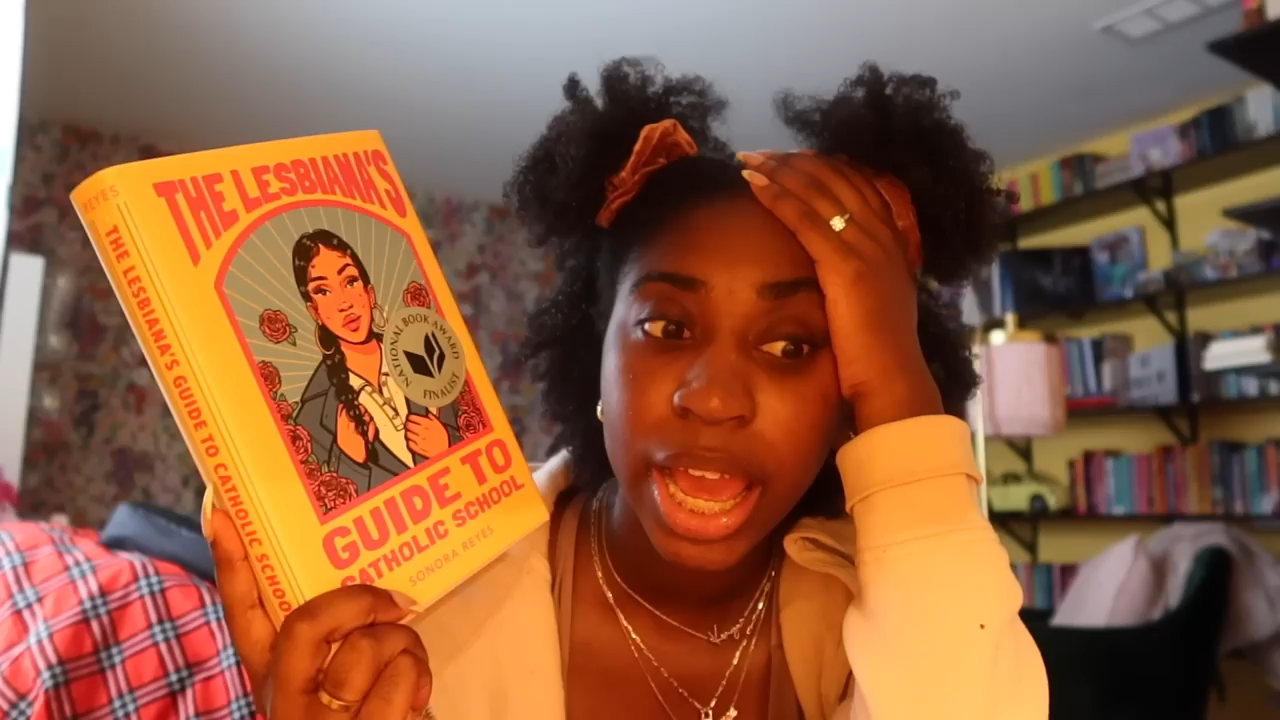 REYES
THE LESBIANA'S GUIDE TO CATHOLIC SCHOOL
THE LESBIANA'S
NATIONAL BOOK AWARD
FINALIST
GUIDE TO
CATHOLIC SCHOOL
SONORA REYES